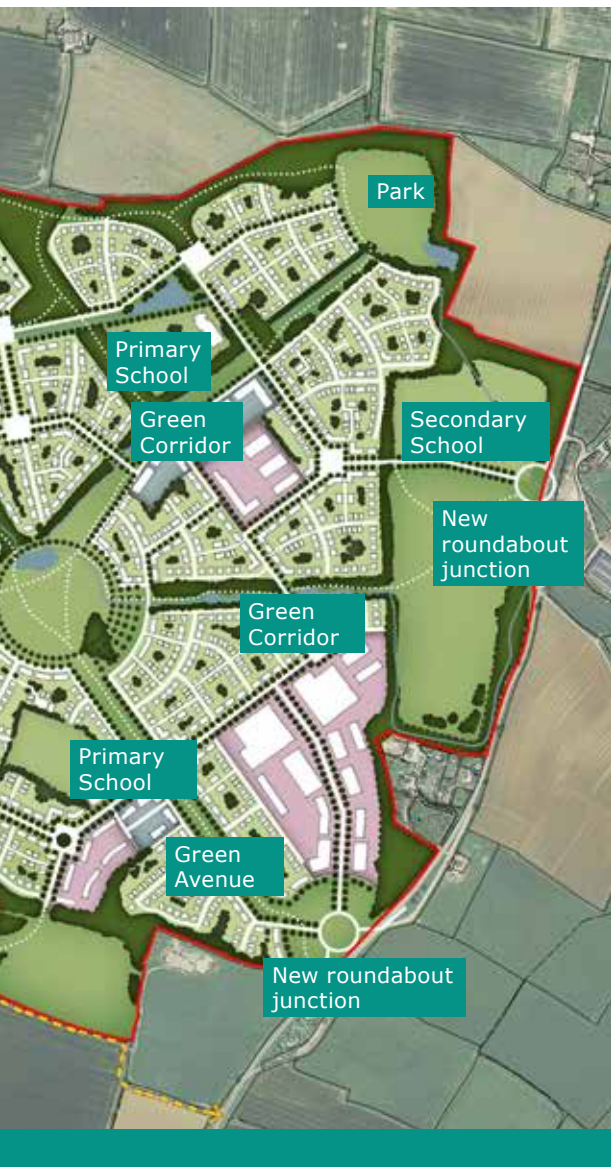 Park
Primary
School
Green
Corridor
Secondary
School
New
roundabout
junction
Green
Corridor
Primary
School
Green
Avenue
New roundabout
junction